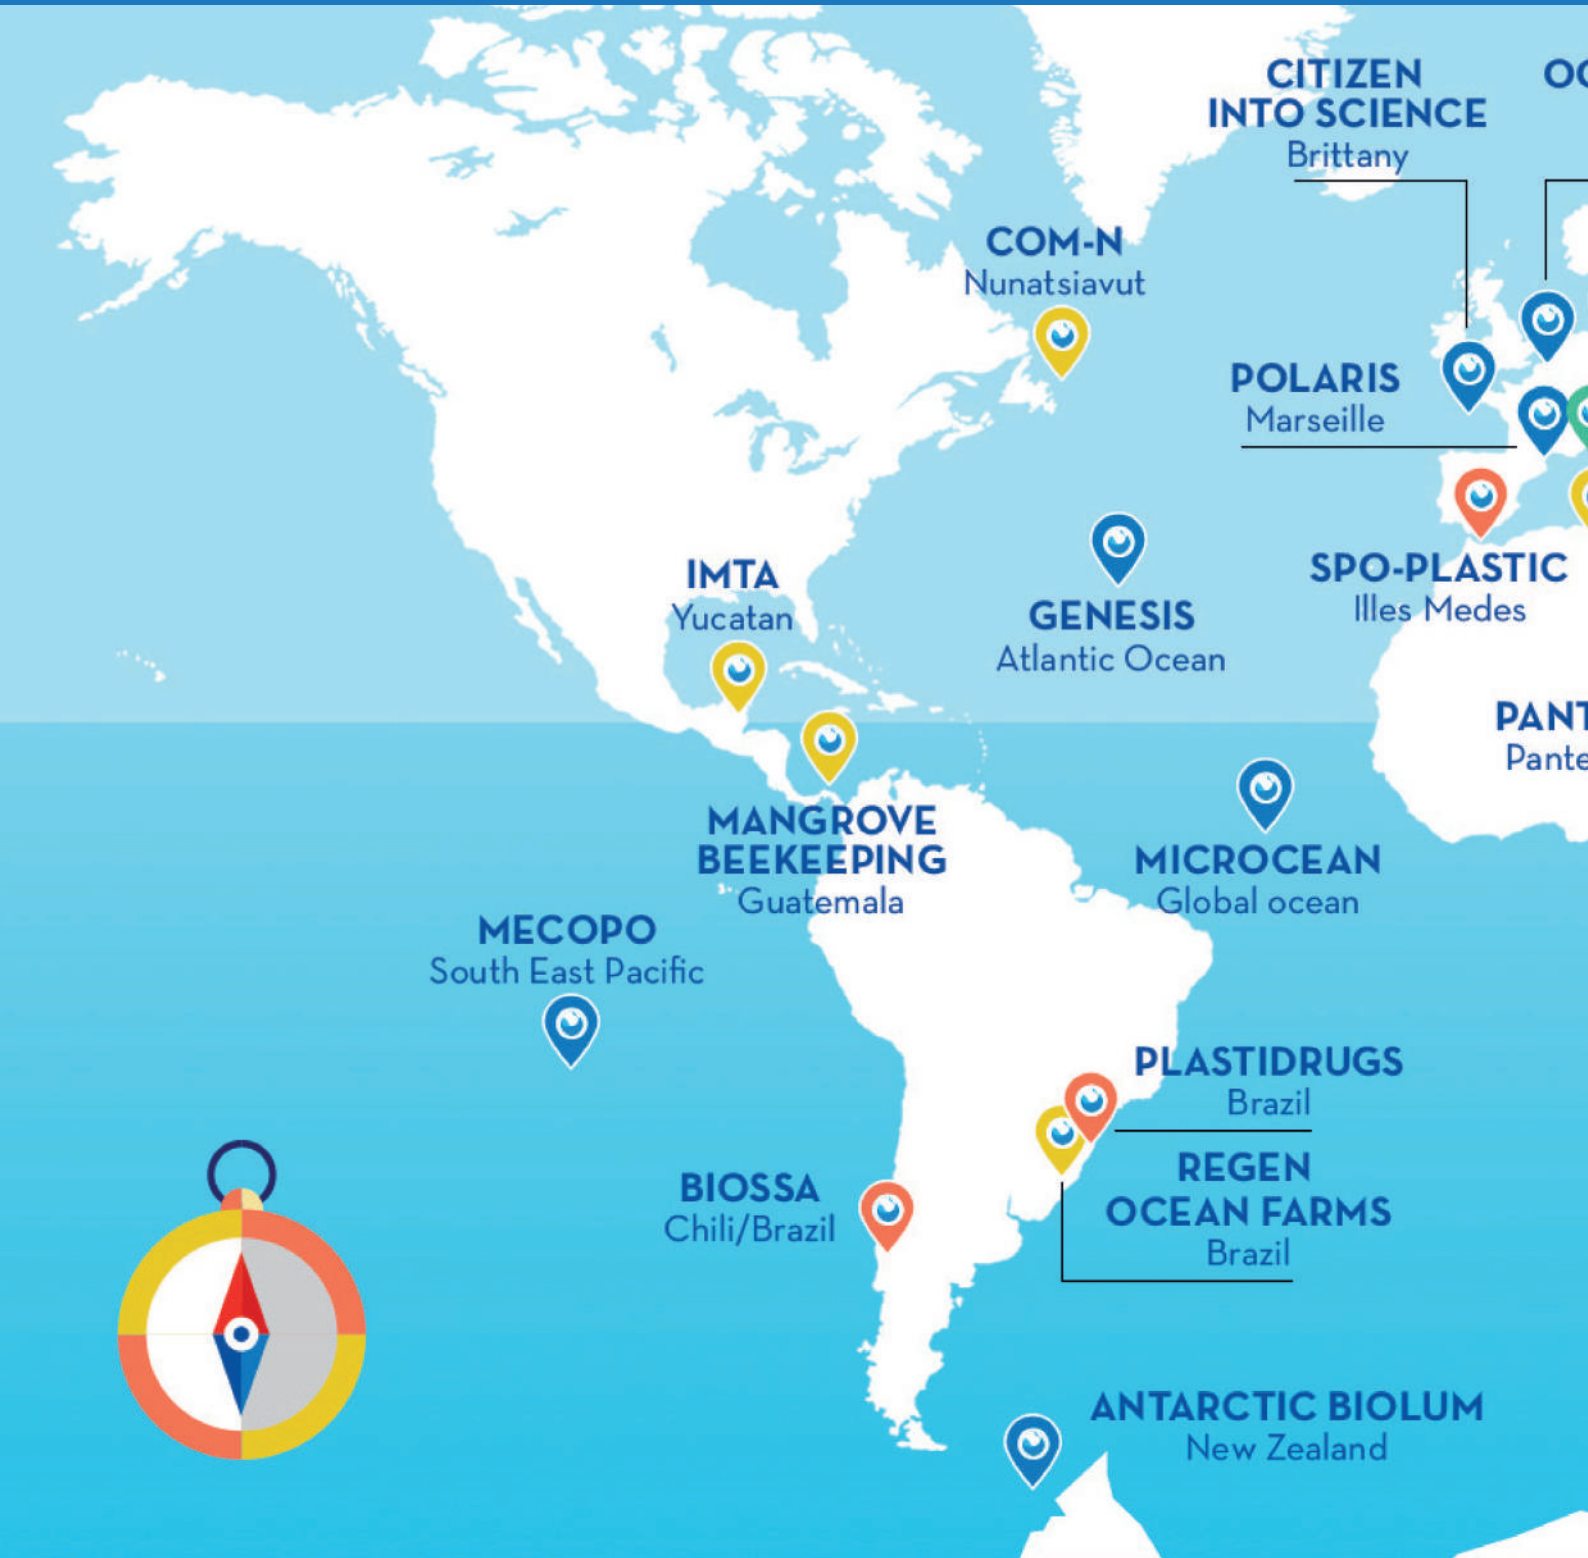 CITIZEN
INTO SCIENCE
Brittany
COM-N
Nunatsiavut
POLARIS
Marseille
IMTA
Yucatan
GENESIS
Atlantic Ocean
SPO-PLASTIC
Illes Medes
MANGROVE
BEEKEEPING
Guatemala
MICROCEAN
Global ocean
MECOPO
South East Pacific
PLASTIDRUGS
Brazil
BIOSSA
Chili/Brazil
REGEN
OCEAN FARMS
Brazil
ANTARCTIC BIOLUM
New Zealand